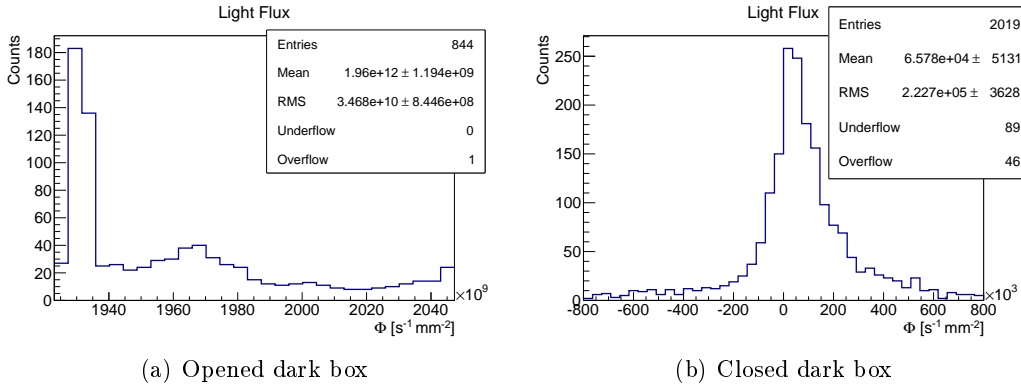 Light Flux
Counts
180
160
140
120
100
80
60
40
20
0
1940
1960
1980
2000
2020
2040
×10⁹
Φ [s⁻¹ mm⁻²]
Entries 844
Mean 1.96e+12 ± 1.194e+09
RMS 3.468e+10 ± 8.446e+08
Underflow 0
Overflow 1
(a) Opened dark box
Light Flux
Counts
250
200
150
100
50
0
-800
-600
-400
-200
0
200
400
600
800
×10³
Φ [s⁻¹ mm⁻²]
Entries 2019
Mean 6.578e+04 ± 5131
RMS 2.227e+05 ± 3628
Underflow 89
Overflow 46
(b) Closed dark box